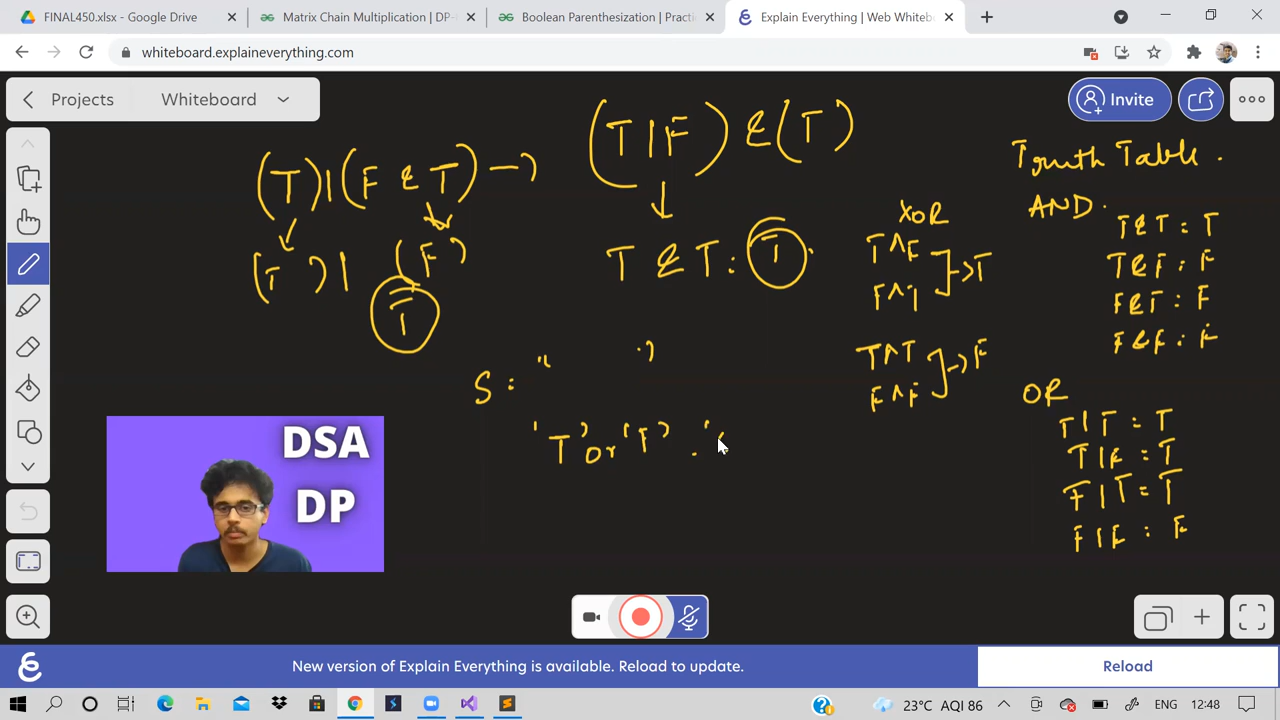 FINAL450.xlsx - Google Drive
Matrix Chain Multiplication | DP-
Boolean Parenthesization | Practi
Explain Everything | Web Whiteb
whiteboard.explaineverything.com
Projects
Whiteboard
Invite
(T)|(F & T) →
(T)| (F)
T
(T|F) & (T)
T & T : T
XOR
T^F
F^T
→T
T^T
F^F
→F
Truth Table.
AND.
T&T : T
T&F : F
F&T : F
F&F : F
OR
T|T = T
T|F = T
F|T = T
F|F : F
S : " "
'T' or 'F' . '
DSA
DP
New version of Explain Everything is available. Reload to update.
Reload
23°C AQI 86
ENG
12:48